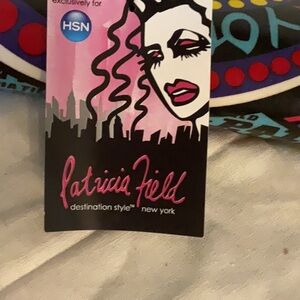 exclusively for
HSN
Patricia Field
destination style™ new york